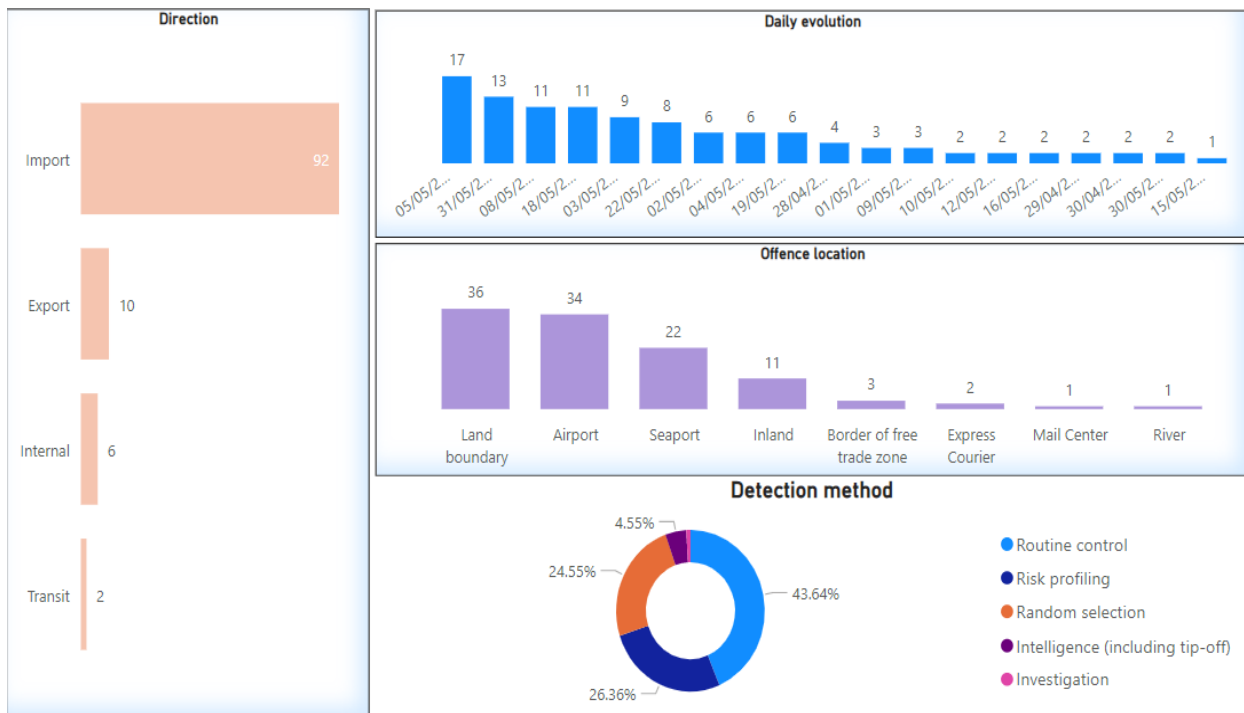 Direction
Import
92
Export
10
Internal
6
Transit
2
Daily evolution
17
13
11
11
9
8
6
6
6
4
3
3
2
2
2
2
2
2
1
05/05/2...
31/05/2...
08/05/2...
18/05/2...
03/05/2...
22/05/2...
02/05/2...
04/05/2...
19/05/2...
28/04/2...
01/05/2...
09/05/2...
10/05/2...
12/05/2...
16/05/2...
29/04/2...
30/04/2...
30/05/2...
15/05/2...
Offence location
36
34
22
11
3
2
1
1
Land
boundary
Airport
Seaport
Inland
Border of free
trade zone
Express
Courier
Mail Center
River
Detection method
4.55%
24.55%
43.64%
26.36%
Routine control
Risk profiling
Random selection
Intelligence (including tip-off)
Investigation